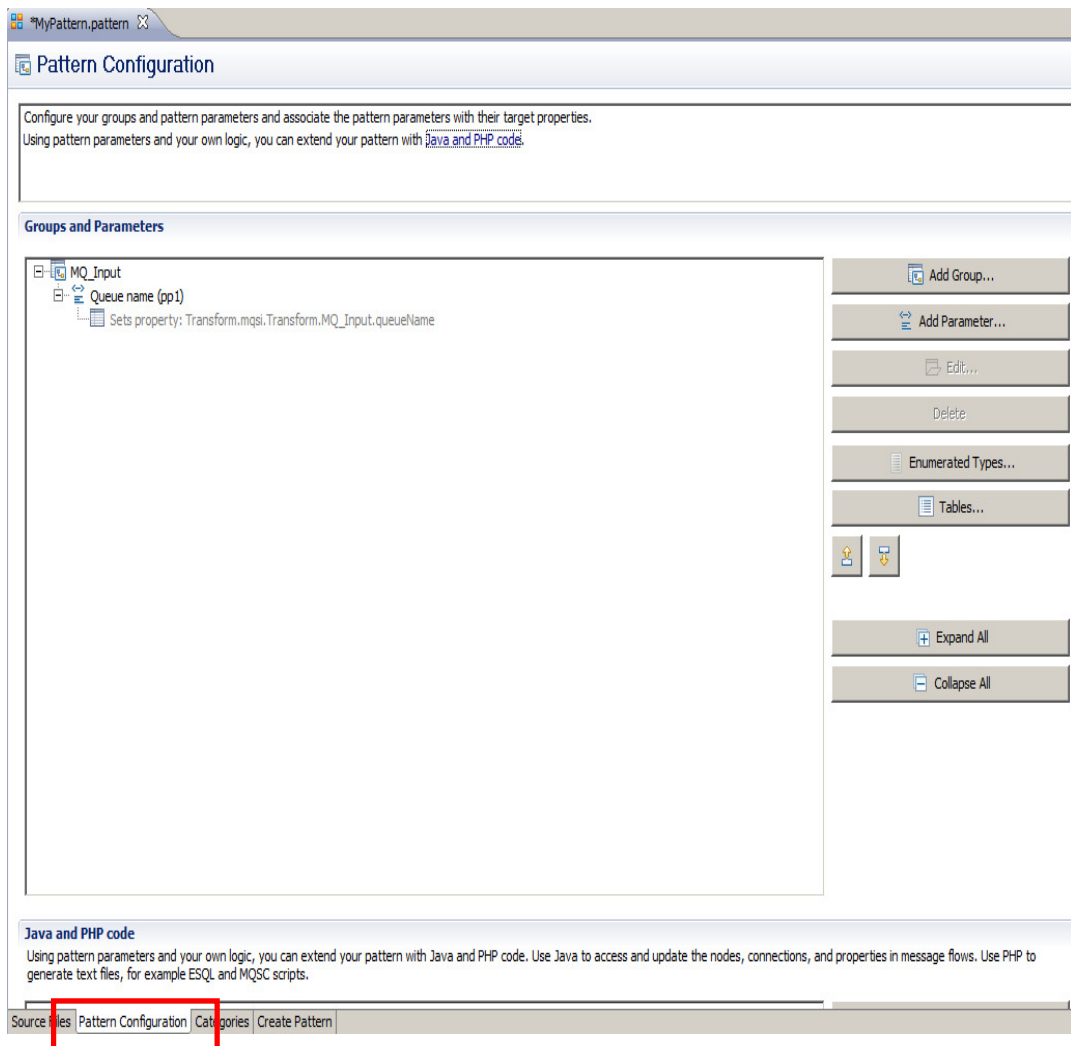 *MyPattern.pattern
Pattern Configuration
Configure your groups and pattern parameters and associate the pattern parameters with their target properties.
Using pattern parameters and your own logic, you can extend your pattern with Java and PHP code.
Groups and Parameters
MQ_Input
Queue name (pp1)
Sets property: Transform.mqsi.Transform.MQ_Input.queueName
Add Group...
Add Parameter...
Edit...
Delete
Enumerated Types...
Tables...
Expand All
Collapse All
Java and PHP code
Using pattern parameters and your own logic, you can extend your pattern with Java and PHP code. Use Java to access and update the nodes, connections, and properties in message flows. Use PHP to
generate text files, for example ESQL and MQSC scripts.
Source Files Pattern Configuration Categories Create Pattern